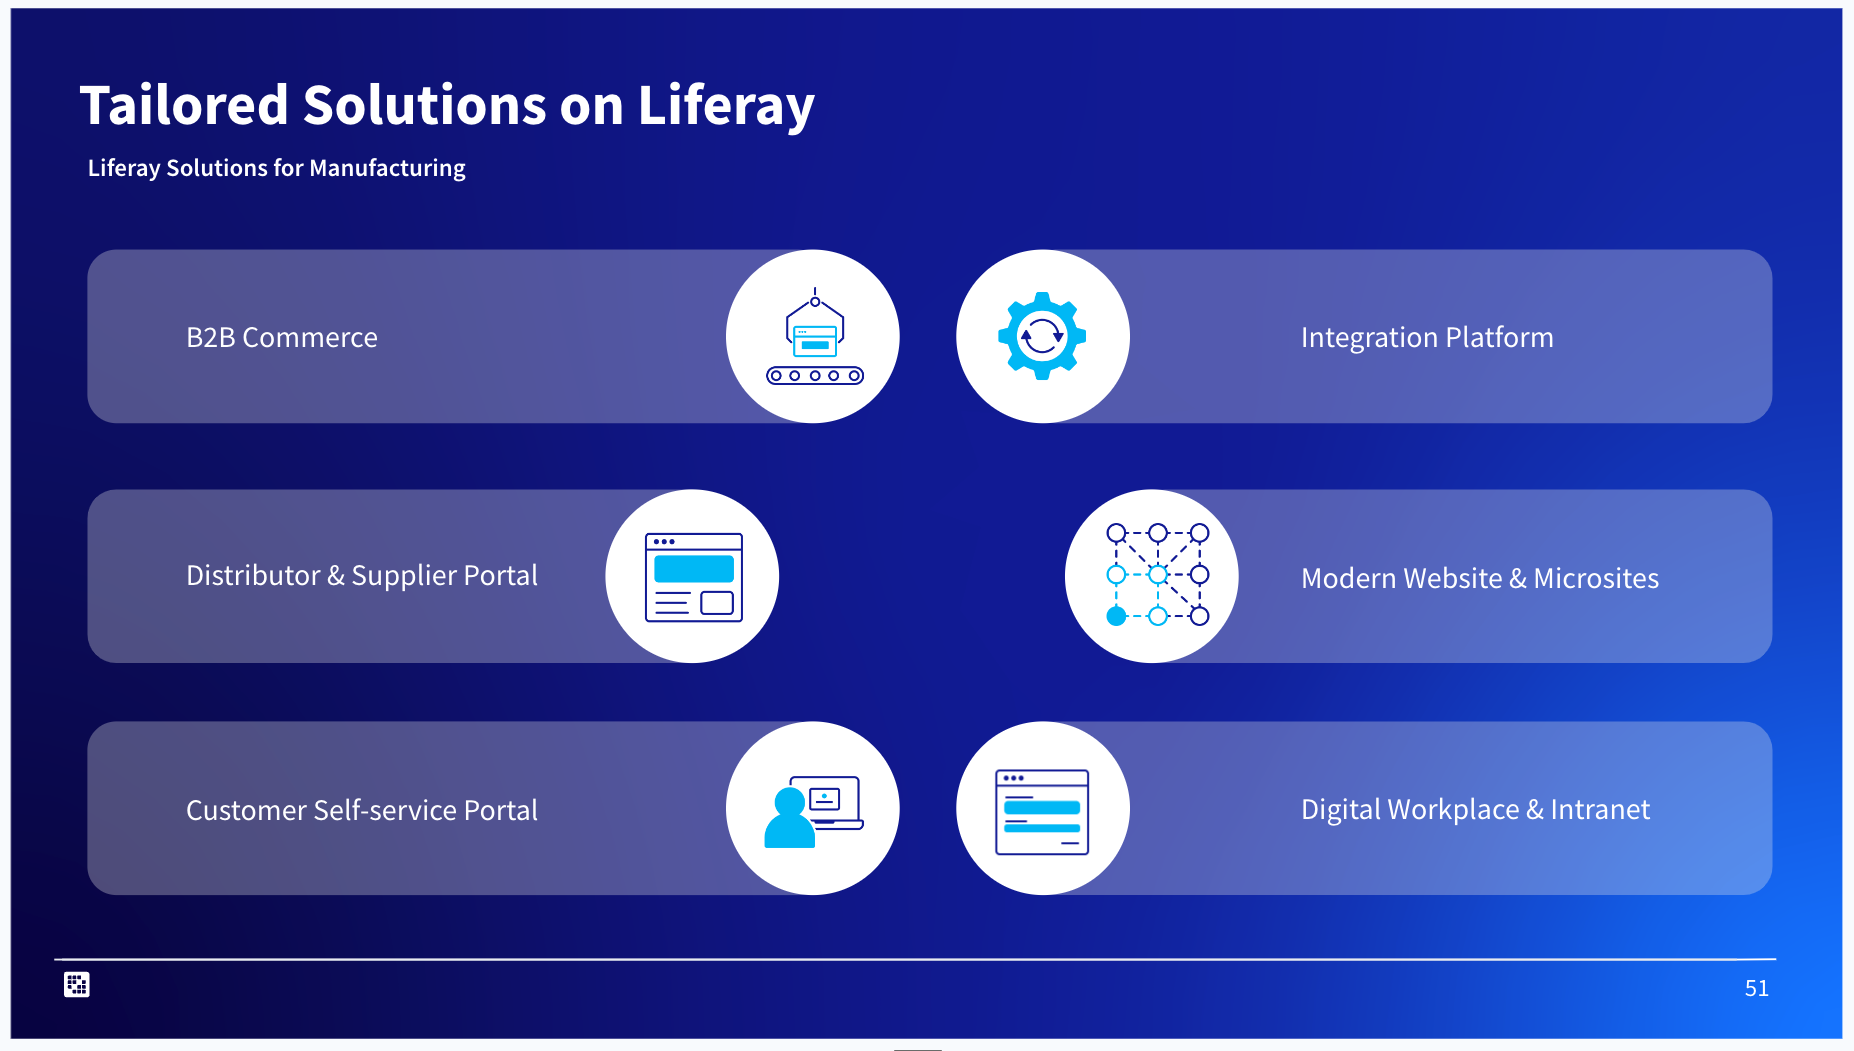 Tailored Solutions on Liferay
Liferay Solutions for Manufacturing
B2B Commerce
Integration Platform
Distributor & Supplier Portal
Modern Website & Microsites
Customer Self-service Portal
Digital Workplace & Intranet
51